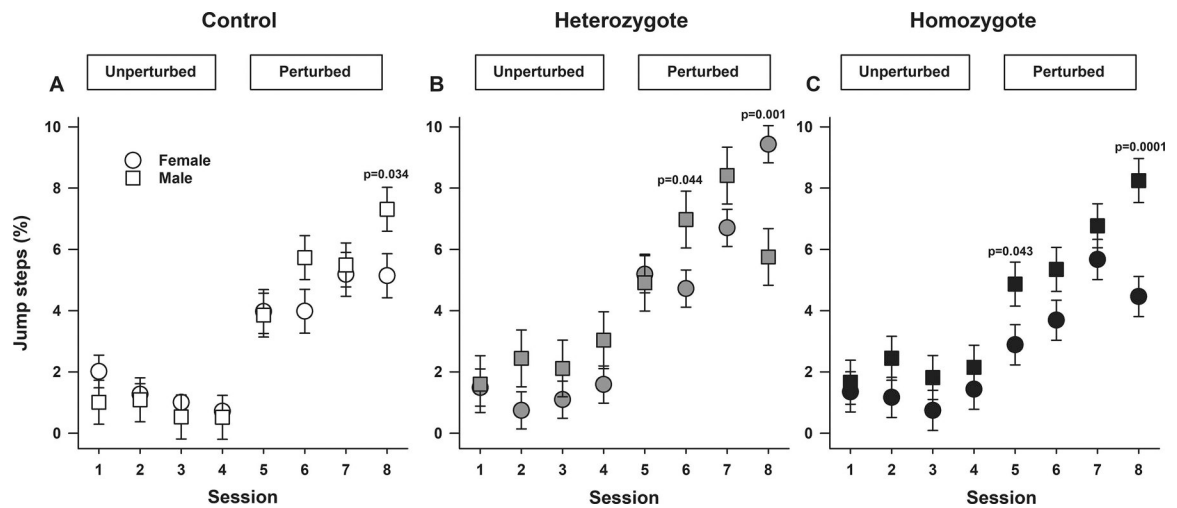 Control
Heterozygote
Homozygote
A
Unperturbed
Perturbed
B
Unperturbed
Perturbed
C
Unperturbed
Perturbed
Jump steps (%)
10
8
6
4
2
0
Female
Male
p=0.034
1 2 3 4 5 6 7 8
Session
10
8
6
4
2
0
p=0.044
p=0.001
1 2 3 4 5 6 7 8
Session
10
8
6
4
2
0
p=0.043
p=0.0001
1 2 3 4 5 6 7 8
Session